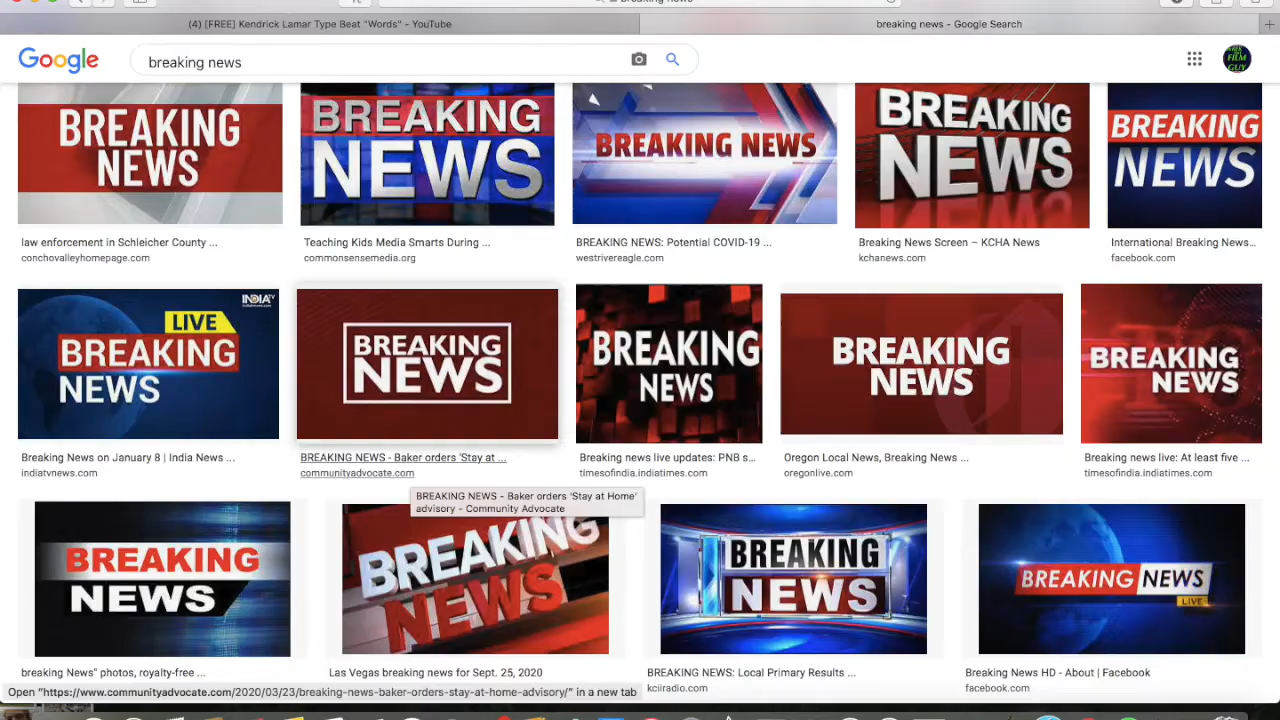 (4) [FREE] Kendrick Lamar Type Beat "Words" - YouTube
breaking news - Google Search
Google
breaking news
FILM
GUY
BREAKING
NEWS
BREAKING
NEWS
BREAKING NEWS
BREAKING
NEWS
BREAKING
NEWS
law enforcement in Schleicher County ...
Teaching Kids Media Smarts During ...
BREAKING NEWS: Potential COVID-19 ...
Breaking News Screen – KCHA News
International Breaking News...
conchovalleyhomepage.com
commonsensemedia.org
westrivereagle.com
kchanews.com
facebook.com
INDIA TV
LIVE
BREAKING
NEWS
BREAKING
NEWS
BREAKING
NEWS
BREAKING
NEWS
BREAKING
NEWS
Breaking News on January 8 | India News ...
BREAKING NEWS - Baker orders 'Stay at ...
Breaking news live updates: PNB s...
Oregon Local News, Breaking News ...
Breaking news live: At least five ...
indiatvnews.com
communityadvocate.com
timesofindia.indiatimes.com
oregonlive.com
timesofindia.indiatimes.com
BREAKING NEWS - Baker orders 'Stay at Home'
advisory - Community Advocate
BREAKING
NEWS
BREAKING
NEWS
BREAKING
NEWS
BREAKING NEWS
LIVE
breaking News" photos, royalty-free ...
Las Vegas breaking news for Sept. 25, 2020
BREAKING NEWS: Local Primary Results ...
Breaking News HD - About | Facebook
kciiradio.com
facebook.com
Open "https://www.communityadvocate.com/2020/03/23/breaking-news-baker-orders-stay-at-home-advisory/" in a new tab